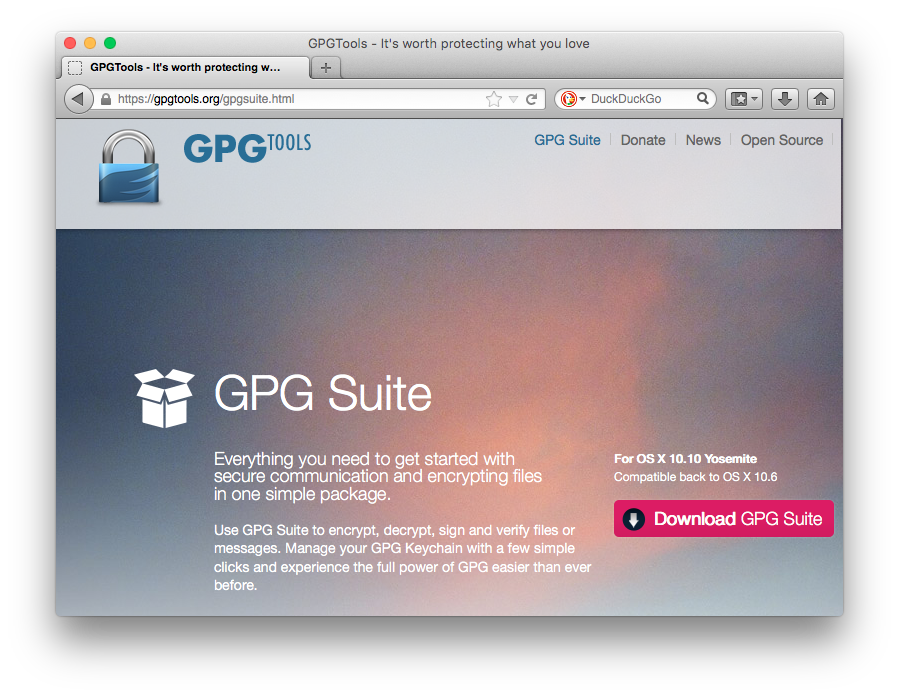 GPGTools - It's worth protecting what you love
GPGTools - It's worth protecting w...
https://gpgtools.org/gpgsuite.html
DuckDuckGo
GPGTOOLS
GPG Suite
Donate
News
Open Source
GPG Suite
Everything you need to get started with
secure communication and encrypting files
in one simple package.
Use GPG Suite to encrypt, decrypt, sign and verify files or
messages. Manage your GPG Keychain with a few simple
clicks and experience the full power of GPG easier than ever
before.
For OS X 10.10 Yosemite
Compatible back to OS X 10.6
Download GPG Suite